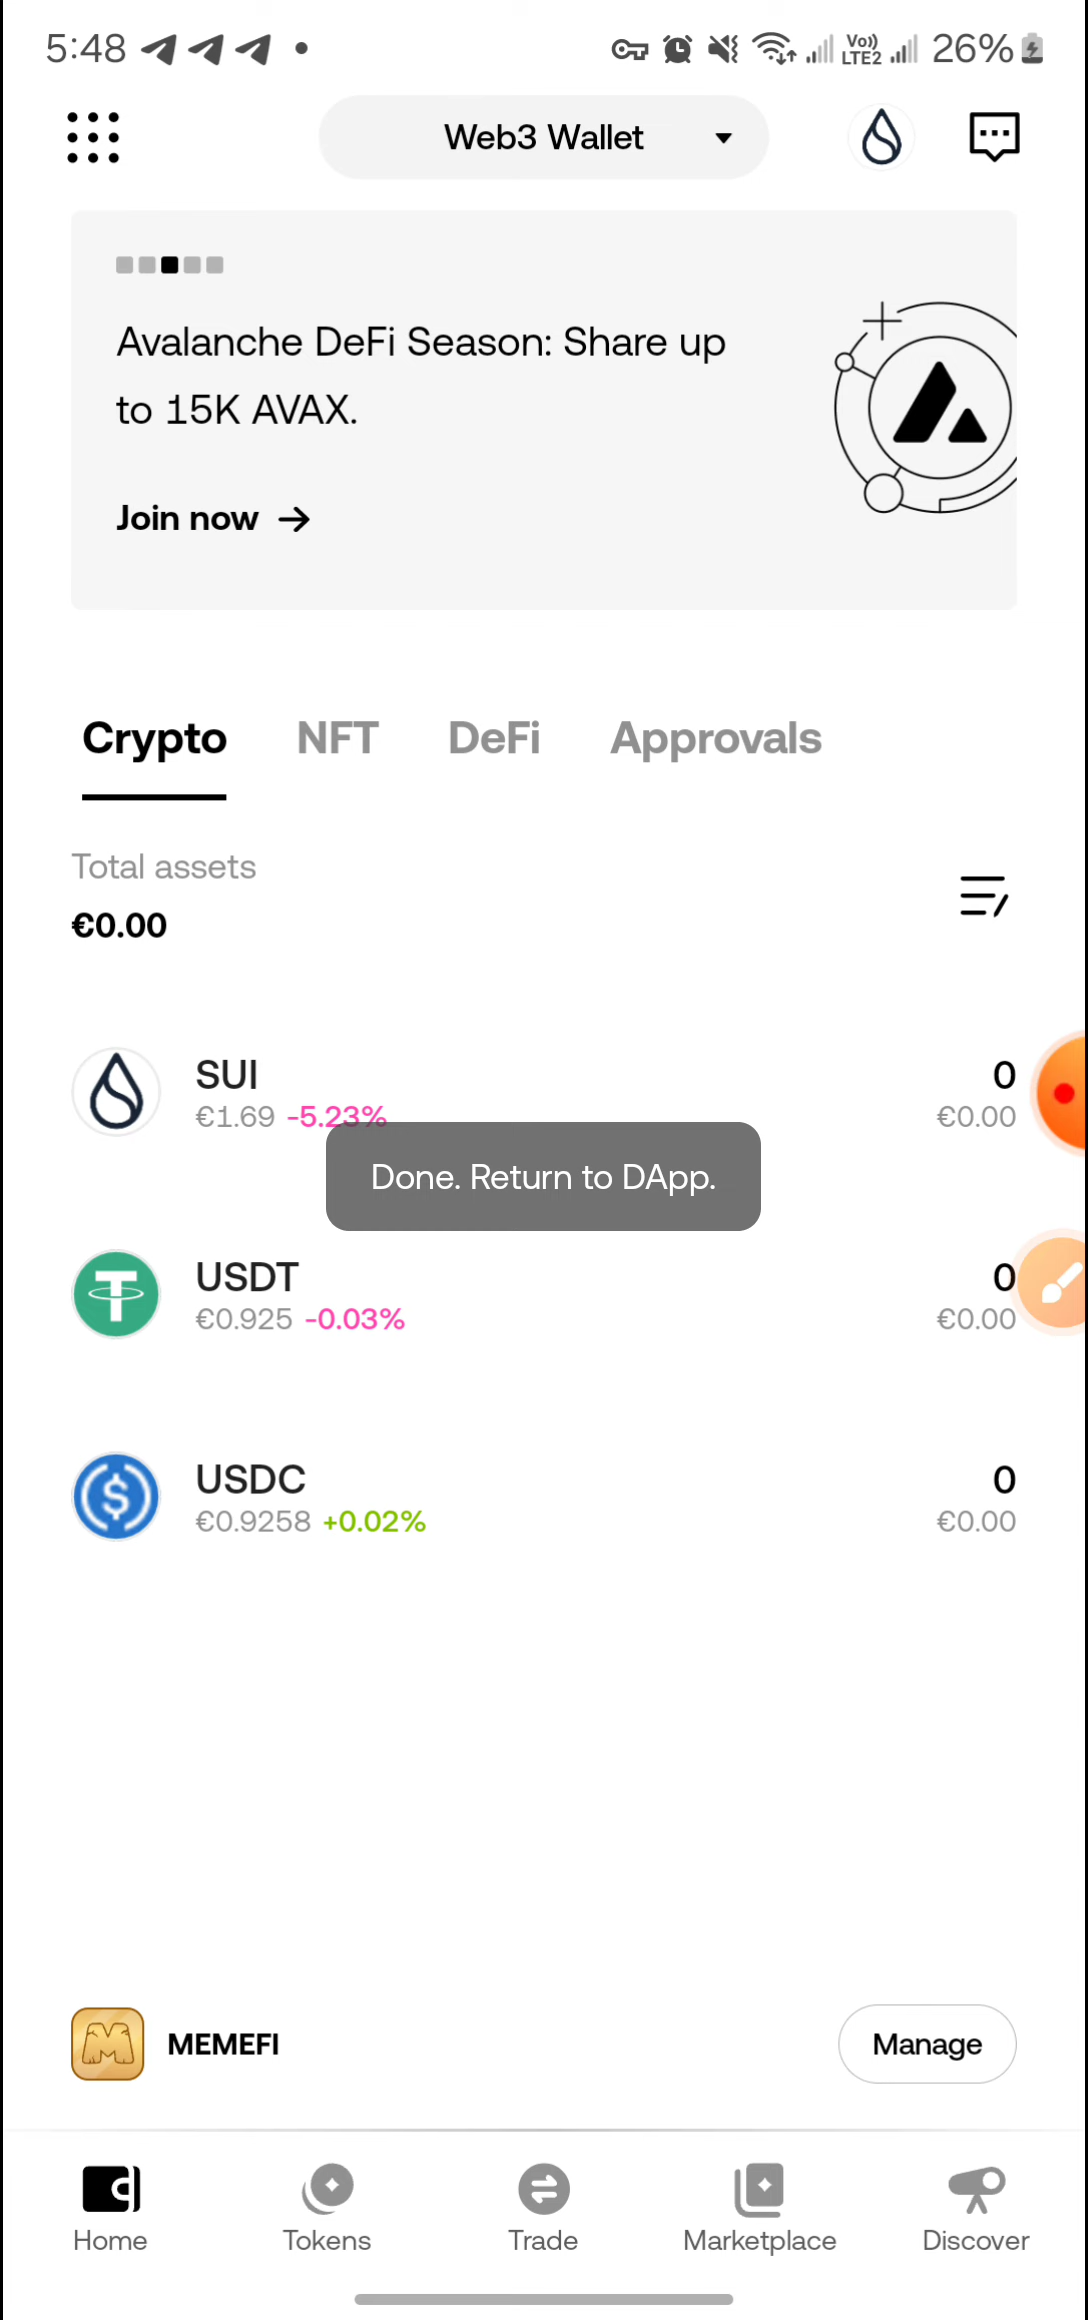 5:48
Vo))
LTE2
26%
Web3 Wallet
Avalanche DeFi Season: Share up
to 15K AVAX.
Join now →
Crypto NFT DeFi Approvals
Total assets
€0.00
SUI 0
€1.69 -5.23% €0.00
Done. Return to DApp.
USDT 0
€0.925 -0.03% €0.00
USDC 0
€0.9258 +0.02% €0.00
MEMEFI Manage
Home Tokens Trade Marketplace Discover